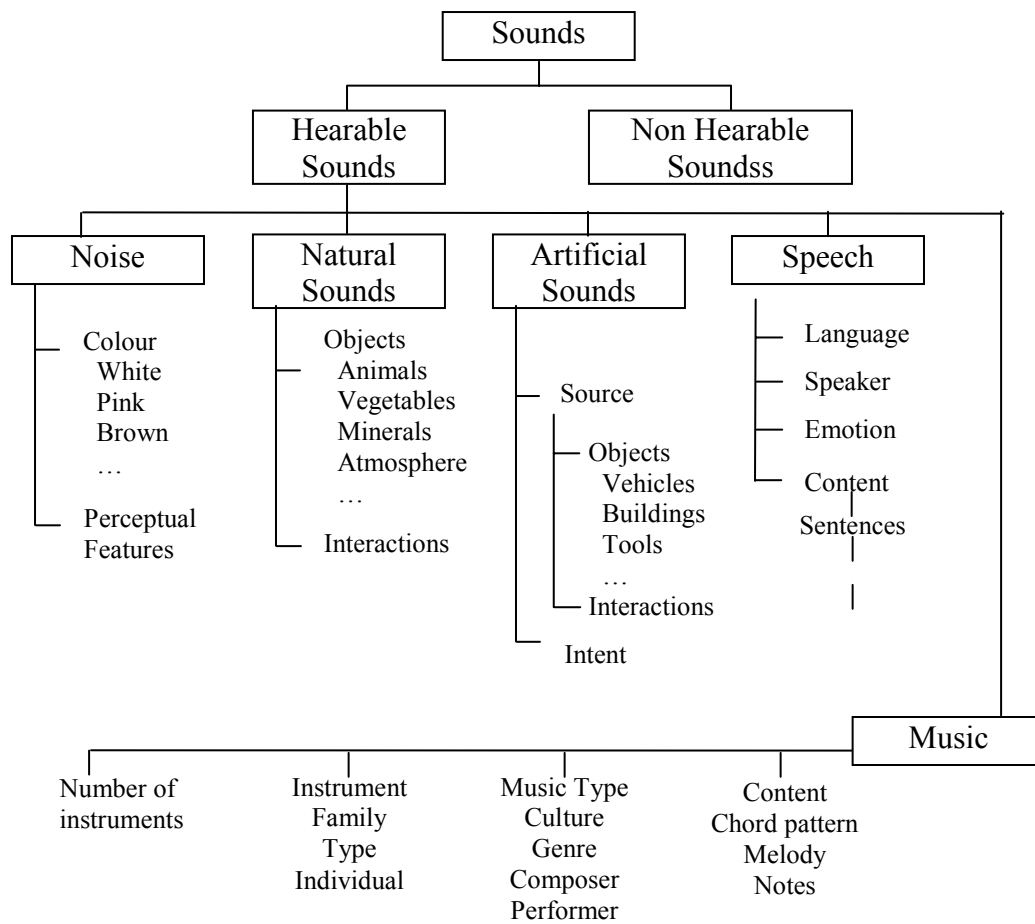 Sounds
Hearable
Sounds
Non Hearable
Soundss
Noise
Natural
Sounds
Artificial
Sounds
Speech
Colour
White
Pink
Brown
…
Perceptual
Features
Objects
Animals
Vegetables
Minerals
Atmosphere
…
Interactions
Source
Objects
Vehicles
Buildings
Tools
…
Interactions
Intent
Language
Speaker
Emotion
Content
Sentences
Music
Number of
instruments
Instrument
Family
Type
Individual
Music Type
Culture
Genre
Composer
Performer
Content
Chord pattern
Melody
Notes